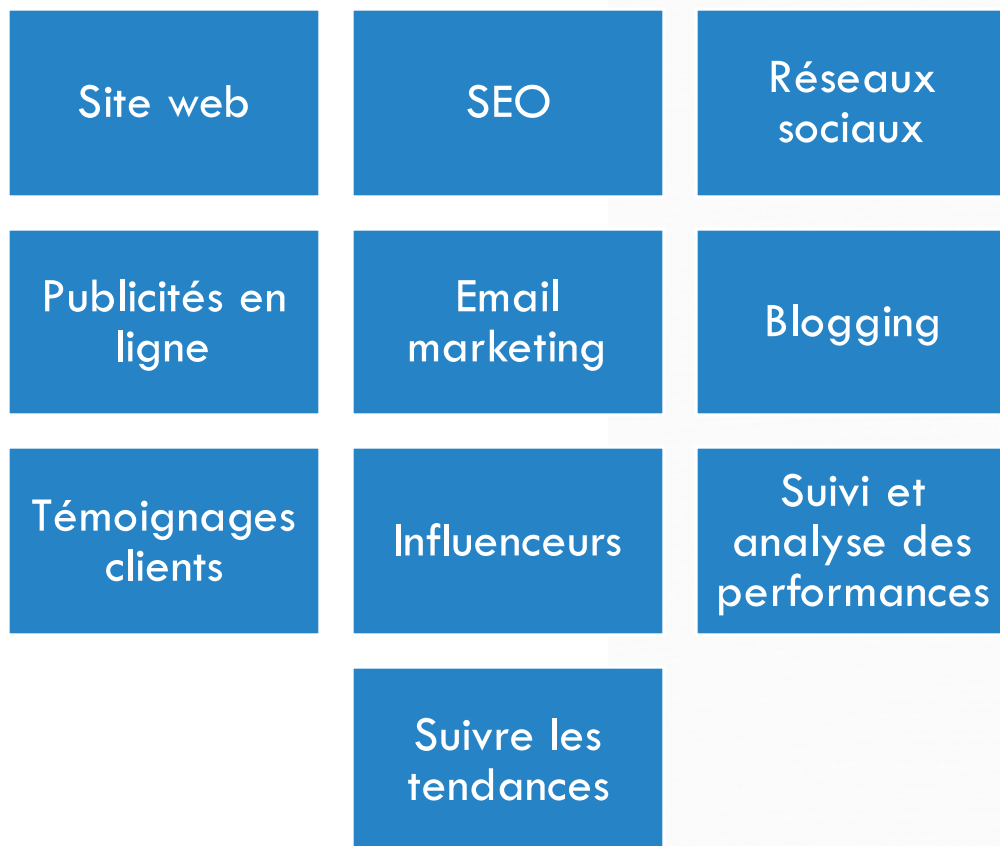 Site web
SEO
Réseaux
sociaux
Publicités en
ligne
Email
marketing
Blogging
Témoignages
clients
Influenceurs
Suivi et
analyse des
performances
Suivre les
tendances